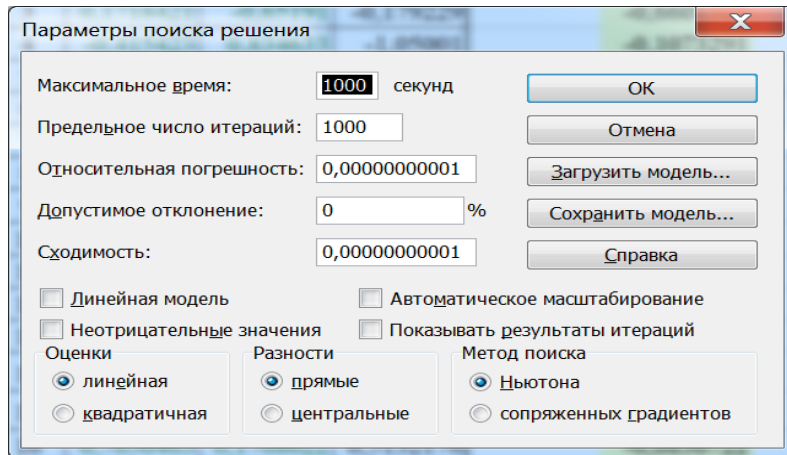 Параметры поиска решения
Максимальное время: 1000 секунд ОК
Предельное число итераций: 1000 Отмена
Относительная погрешность: 0,00000000001 Загрузить модель...
Допустимое отклонение: 0 % Сохранить модель...
Сходимость: 0,00000000001 Справка
Линейная модель Автоматическое масштабирование
Неотрицательные значения Показывать результаты итераций
Оценки Разности Метод поиска
линейная прямые Ньютона
квадратичная центральные сопряженных градиентов